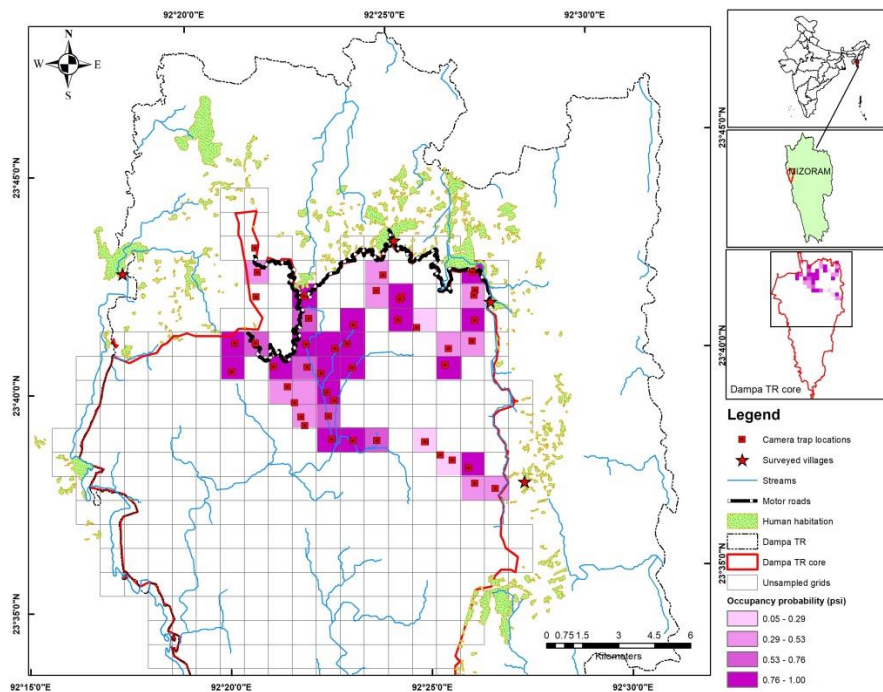 92°20'0"E
92°25'0"E
92°30'0"E
N
W
E
S
23°45'0"N
23°40'0"N
23°35'0"N
23°45'0"N
23°40'0"N
23°35'0"N
MIZORAM
Dampa TR core
Legend
Camera trap locations
Surveyed villages
Streams
Motor roads
Human habitation
Dampa TR
Dampa TR core
Unsampled grids
Occupancy probability (psi)
0.05 - 0.29
0.29 - 0.53
0.53 - 0.76
0.76 - 1.00
0 0.75 1.5 3 4.5 6
Kilometers
92°15'0"E
92°20'0"E
92°25'0"E
92°30'0"E